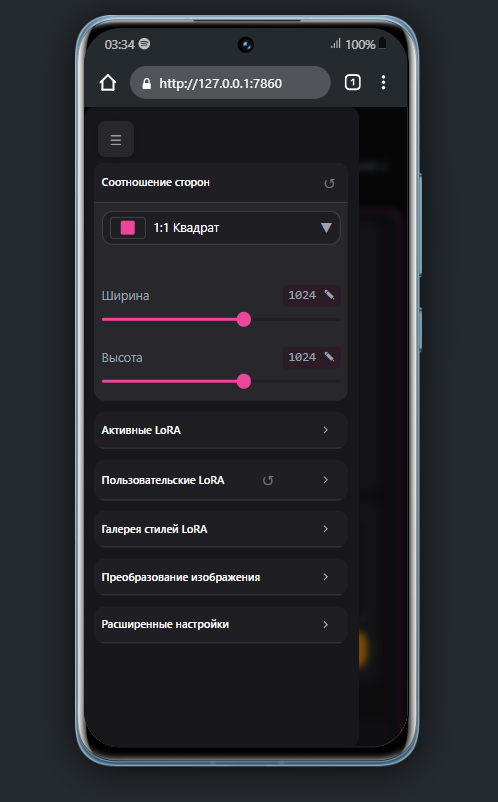 03:34
100%
http://127.0.0.1:7860
1
Соотношение сторон
1:1 Квадрат
Ширина
1024
Высота
1024
Активные LoRA
Пользовательские LoRA
Галерея стилей LoRA
Преобразование изображения
Расширенные настройки